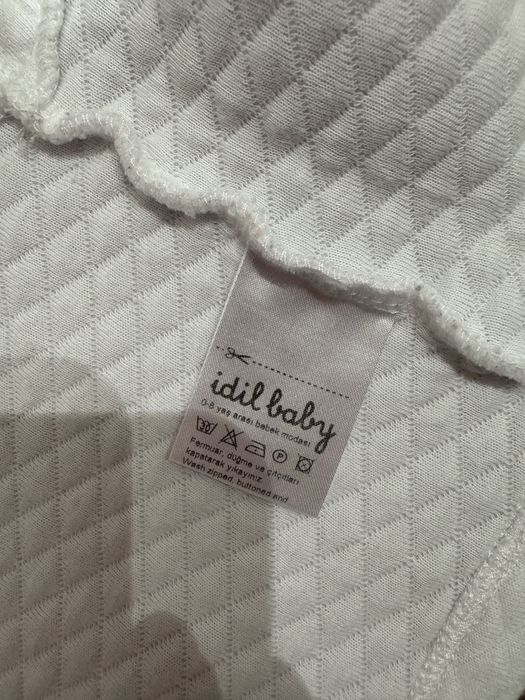 idil baby
0-8 yaş arası bebek modası
30 P
Fermuar, düğme ve çıtçıtları
kapatarak yıkayınız.
Wash zipped, buttoned and